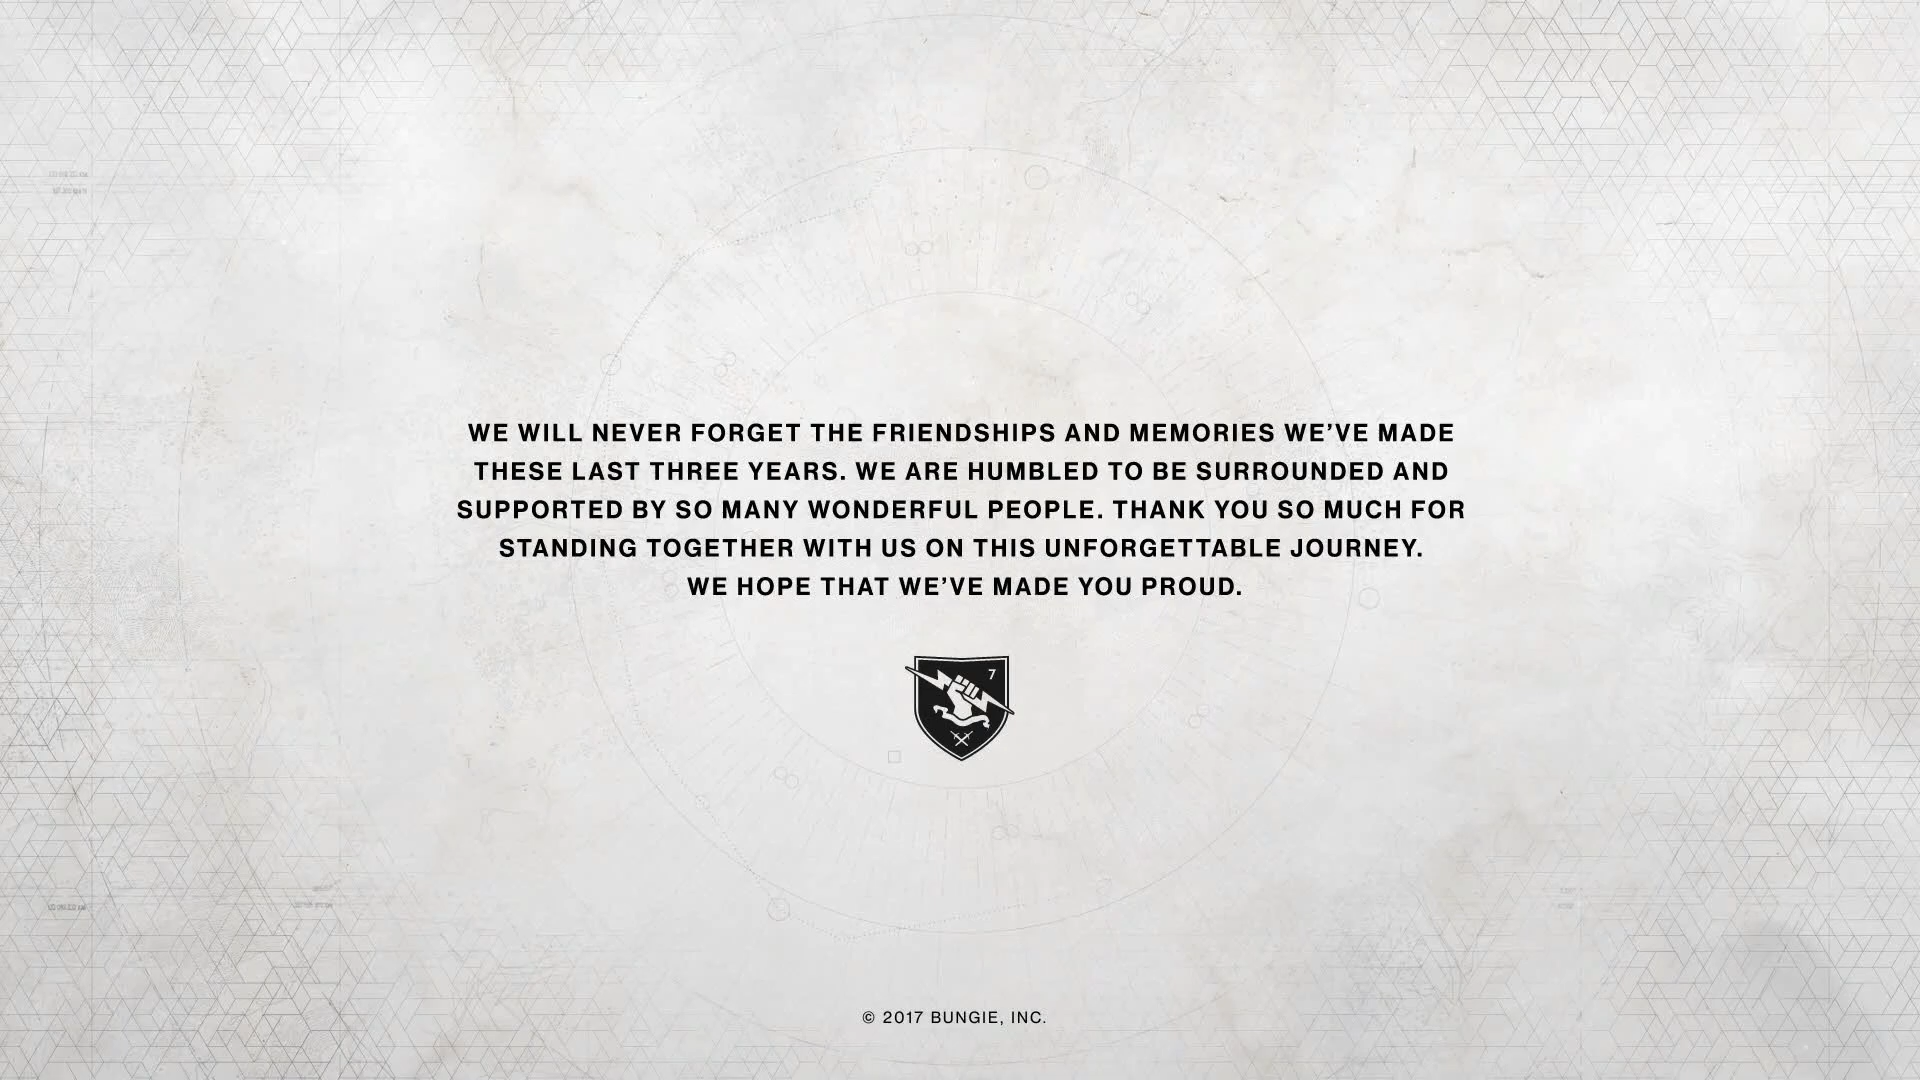 WE WILL NEVER FORGET THE FRIENDSHIPS AND MEMORIES WE’VE MADE
THESE LAST THREE YEARS. WE ARE HUMBLED TO BE SURROUNDED AND
SUPPORTED BY SO MANY WONDERFUL PEOPLE. THANK YOU SO MUCH FOR
STANDING TOGETHER WITH US ON THIS UNFORGETTABLE JOURNEY.
WE HOPE THAT WE’VE MADE YOU PROUD.
7
© 2017 BUNGIE, INC.